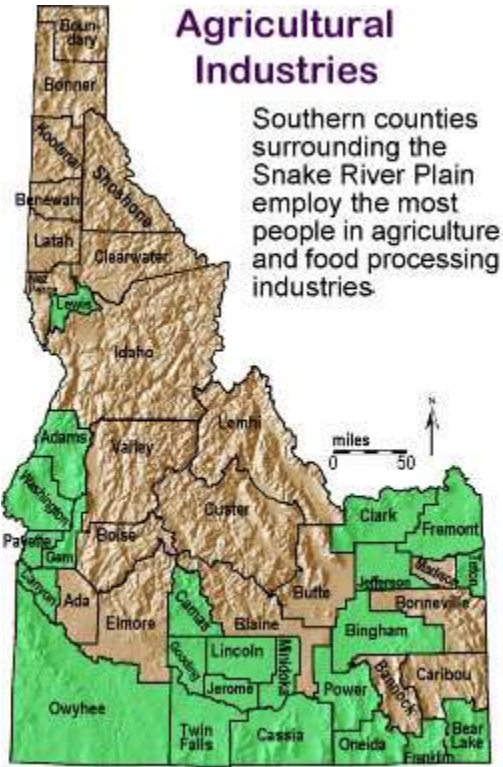 Agricultural
Industries
Southern counties
surrounding the
Snake River Plain
employ the most
people in agriculture
and food processing
industries
Boun-
dary
Bonner
Kootenai
Shoshone
Benewah
Latah
Clearwater
Nez
Perce
Lewis
Idaho
Lemhi
N
miles
0 50
Adams
Valley
Washington
Custer
Clark
Fremont
Payette
Gem
Boise
Canyon
Ada
Elmore
Camas
Blaine
Butte
Jefferson
Madison
Teton
Bonneville
Bingham
Gooding
Lincoln
Minidoka
Jerome
Power
Bannock
Caribou
Owyhee
Twin
Falls
Cassia
Oneida
Franklin
Bear
Lake